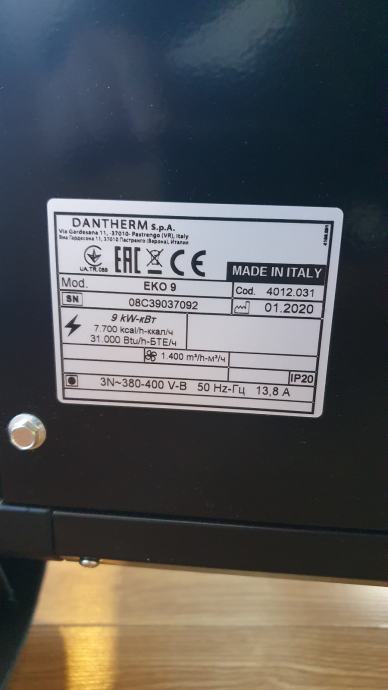 DANTHERM S.p.A.
Via Gardesana 11, -37010- Pastrengo (VR), Italy
Виа Гардесана 11, 37010 Пастренго (Верона), Италия
UA.TR.089 EAC CE MADE IN ITALY
Mod. EKO 9 Cod. 4012.031
SN 08C39037092 01.2020
9 kW-кВт
7.700 kcal/h-ккал/ч
31.000 Btu/h-БТЕ/ч
1.400 m³/h-м³/ч
IP20
3N~380-400 V-В 50 Hz-Гц 13,8 A